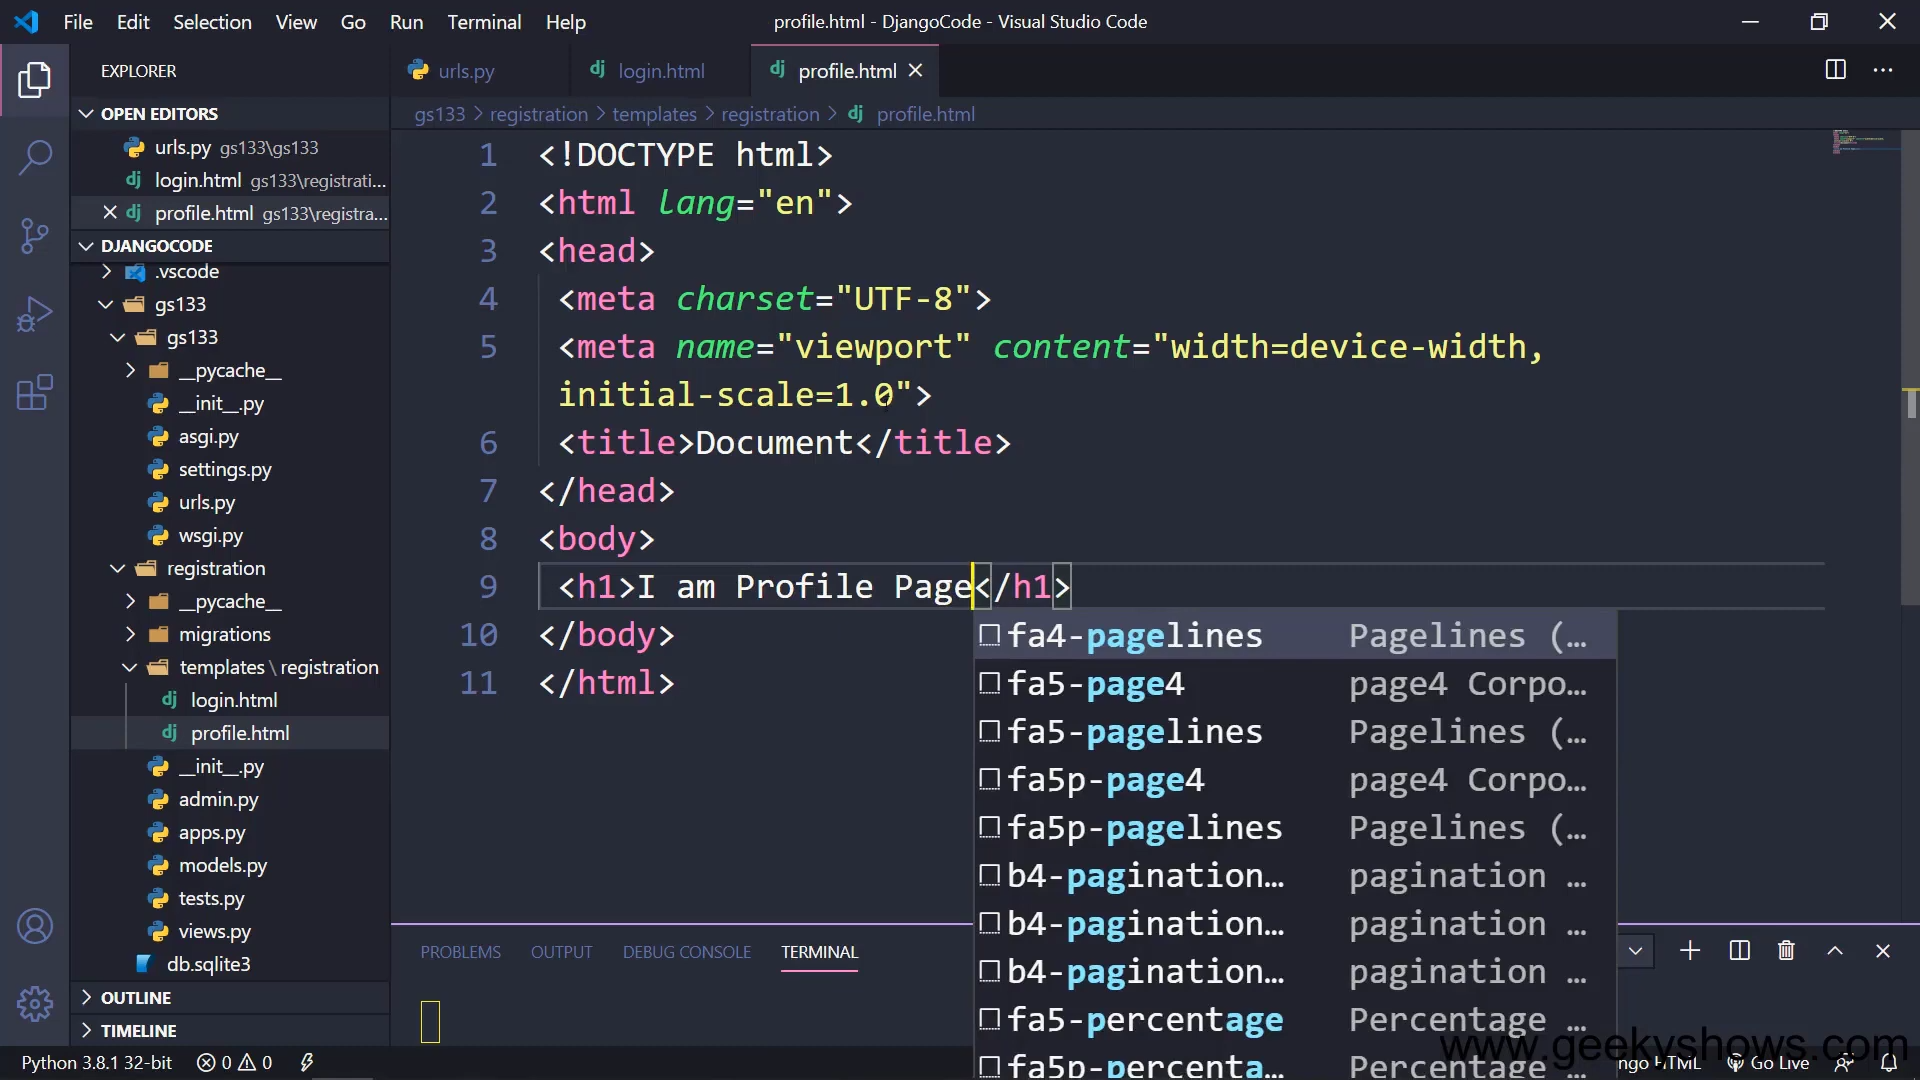 File Edit Selection View Go Run Terminal Help
profile.html - DjangoCode - Visual Studio Code
EXPLORER
OPEN EDITORS
urls.py gs133\gs133
login.html gs133\registrati...
profile.html gs133\registra...
DJANGOCODE
.vscode
gs133
gs133
__pycache__
__init__.py
asgi.py
settings.py
urls.py
wsgi.py
registration
__pycache__
migrations
templates \ registration
login.html
profile.html
__init__.py
admin.py
apps.py
models.py
tests.py
views.py
db.sqlite3
OUTLINE
TIMELINE
urls.py login.html profile.html
gs133 > registration > templates > registration > profile.html
1 <!DOCTYPE html>
2 <html lang="en">
3 <head>
4 <meta charset="UTF-8">
5 <meta name="viewport" content="width=device-width,
initial-scale=1.0">
6 <title>Document</title>
7 </head>
8 <body>
9 <h1>I am Profile Page</h1>
10 </body>
11 </html>
fa4-pagelines Pagelines (…
fa5-page4 page4 Corpo…
fa5-pagelines Pagelines (…
fa5p-page4 page4 Corpo…
fa5p-pagelines Pagelines (…
b4-pagination… pagination …
b4-pagination… pagination …
b4-pagination… pagination …
fa5-percentage Percentage …
fa5p-percenta… Percentage …
PROBLEMS OUTPUT DEBUG CONSOLE TERMINAL
www.geekyshows.com
Python 3.8.1 32-bit 0 0
ngo HTML Go Live